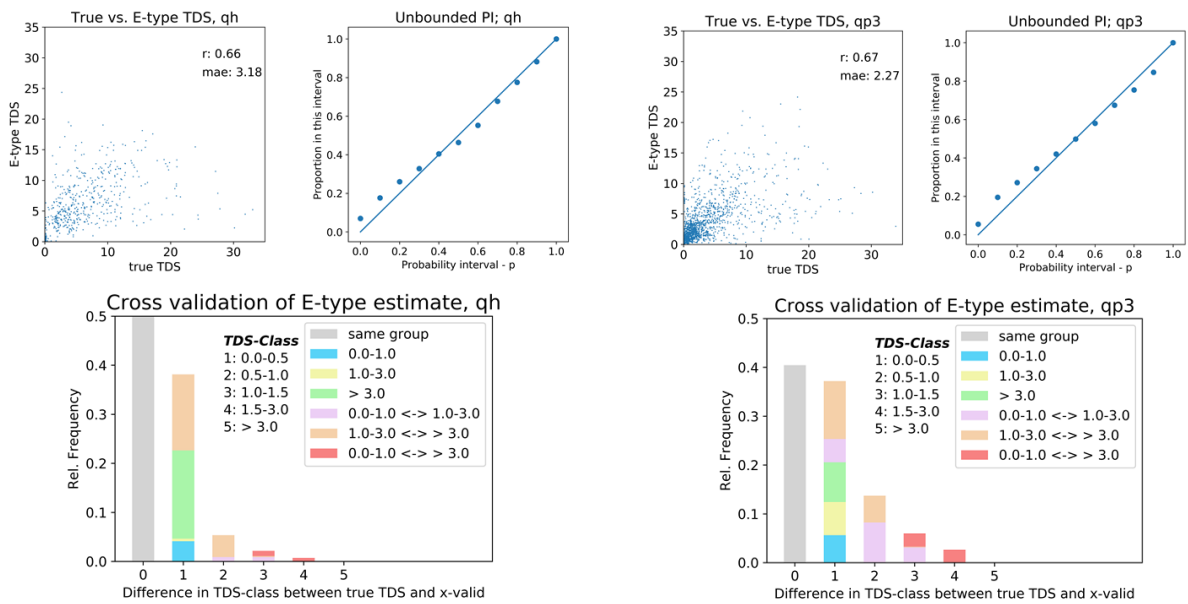 True vs. E-type TDS, qh
r: 0.66
mae: 3.18
E-type TDS
35
30
25
20
15
10
5
0
0 10 20 30
true TDS
Unbounded PI; qh
Proportion in this interval
1.0
0.8
0.6
0.4
0.2
0.0
0.0 0.2 0.4 0.6 0.8 1.0
Probability interval - p
True vs. E-type TDS, qp3
r: 0.67
mae: 2.27
E-type TDS
35
30
25
20
15
10
5
0
0 10 20 30
true TDS
Unbounded PI; qp3
Proportion in this interval
1.0
0.8
0.6
0.4
0.2
0.0
0.0 0.2 0.4 0.6 0.8 1.0
Probability interval - p
Cross validation of E-type estimate, qh
Rel. Frequency
0.5
0.4
0.3
0.2
0.1
0.0
TDS-Class
1: 0.0-0.5
2: 0.5-1.0
3: 1.0-1.5
4: 1.5-3.0
5: > 3.0
same group
0.0-1.0
1.0-3.0
> 3.0
0.0-1.0 <-> 1.0-3.0
1.0-3.0 <-> > 3.0
0.0-1.0 <-> > 3.0
0 1 2 3 4 5
Difference in TDS-class between true TDS and x-valid
Cross validation of E-type estimate, qp3
Rel. Frequency
0.5
0.4
0.3
0.2
0.1
0.0
TDS-Class
1: 0.0-0.5
2: 0.5-1.0
3: 1.0-1.5
4: 1.5-3.0
5: > 3.0
same group
0.0-1.0
1.0-3.0
> 3.0
0.0-1.0 <-> 1.0-3.0
1.0-3.0 <-> > 3.0
0.0-1.0 <-> > 3.0
0 1 2 3 4 5
Difference in TDS-class between true TDS and x-valid